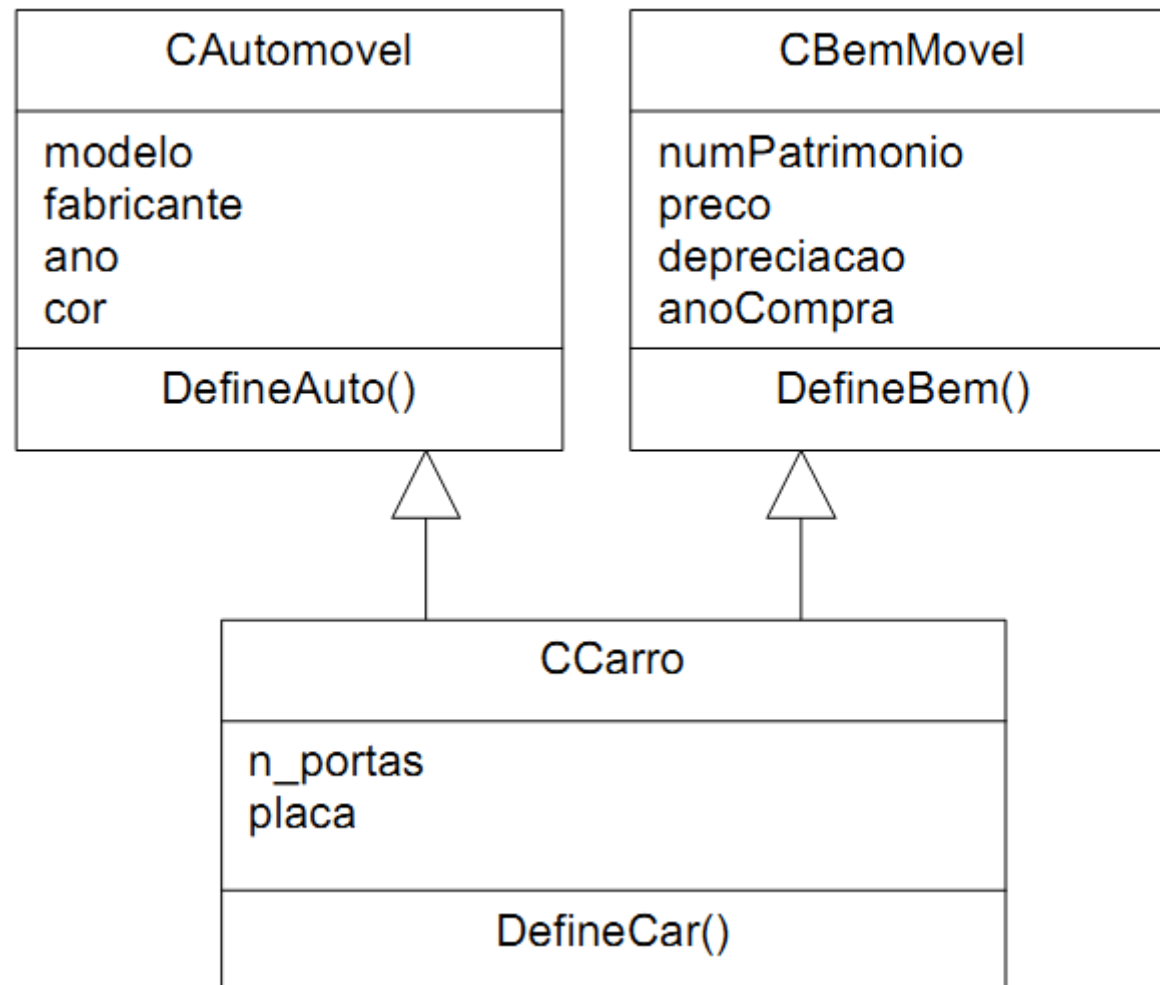 CAutomovel
modelo
fabricante
ano
cor
DefineAuto()
CBemMovel
numPatrimonio
preco
depreciacao
anoCompra
DefineBem()
CCarro
n_portas
placa
DefineCar()